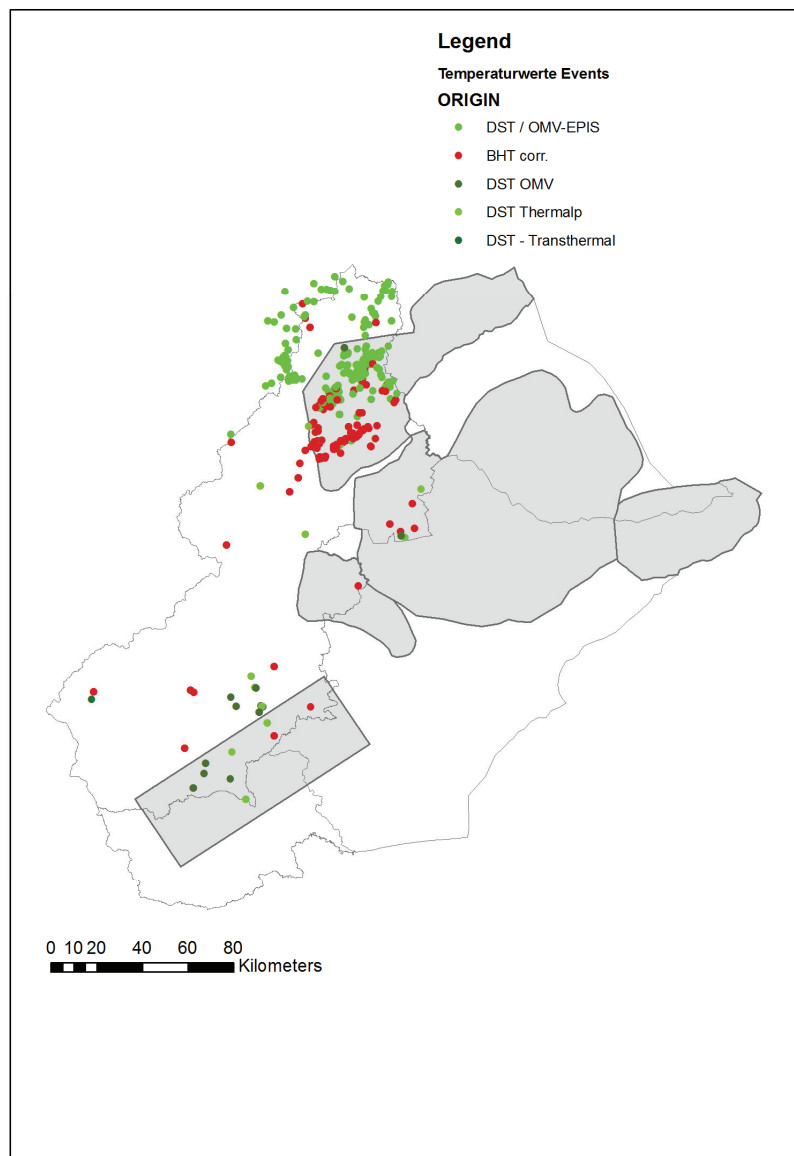 Legend
Temperaturwerte Events
ORIGIN
DST / OMV-EPIS
BHT corr.
DST OMV
DST Thermalp
DST - Transthermal
0 10 20 40 60 80
Kilometers